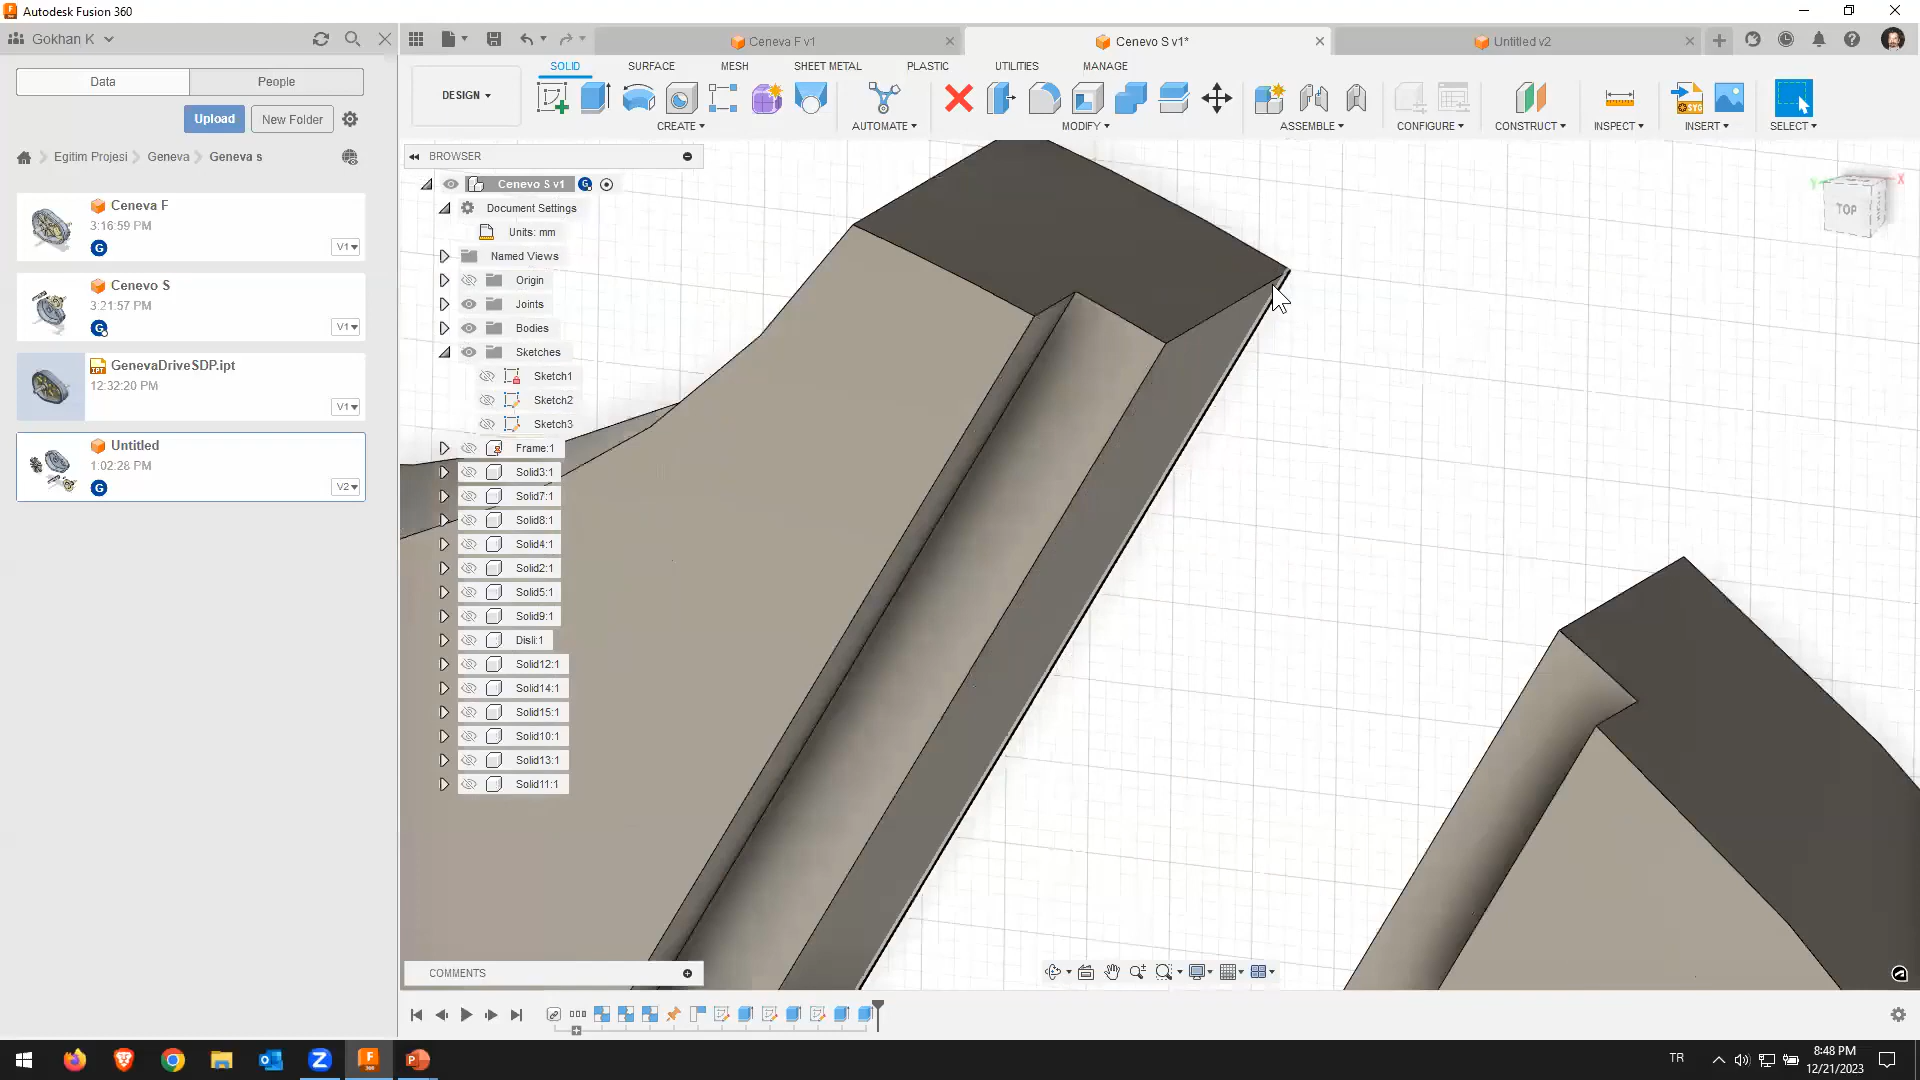 Autodesk Fusion 360
Gokhan K
Ceneva F v1
Cenevo S v1*
Untitled v2
Data
People
SOLID
SURFACE
MESH
SHEET METAL
PLASTIC
UTILITIES
MANAGE
DESIGN
Upload
New Folder
CREATE
AUTOMATE
MODIFY
ASSEMBLE
CONFIGURE
CONSTRUCT
INSPECT
INSERT
SELECT
Egitim Projesi
Geneva
Geneva s
BROWSER
Cenevo S v1
Document Settings
Units: mm
Named Views
Origin
Joints
Bodies
Sketches
Sketch1
Sketch2
Sketch3
Frame:1
Solid3:1
Solid7:1
Solid8:1
Solid4:1
Solid2:1
Solid5:1
Solid9:1
Disli:1
Solid12:1
Solid14:1
Solid15:1
Solid10:1
Solid13:1
Solid11:1
Ceneva F
3:16:59 PM
G
V1
Cenevo S
3:21:57 PM
G
V1
GenevaDriveSDP.ipt
12:32:20 PM
V1
Untitled
1:02:28 PM
G
V2
TOP
X
Y
COMMENTS
TR
8:48 PM
12/21/2023